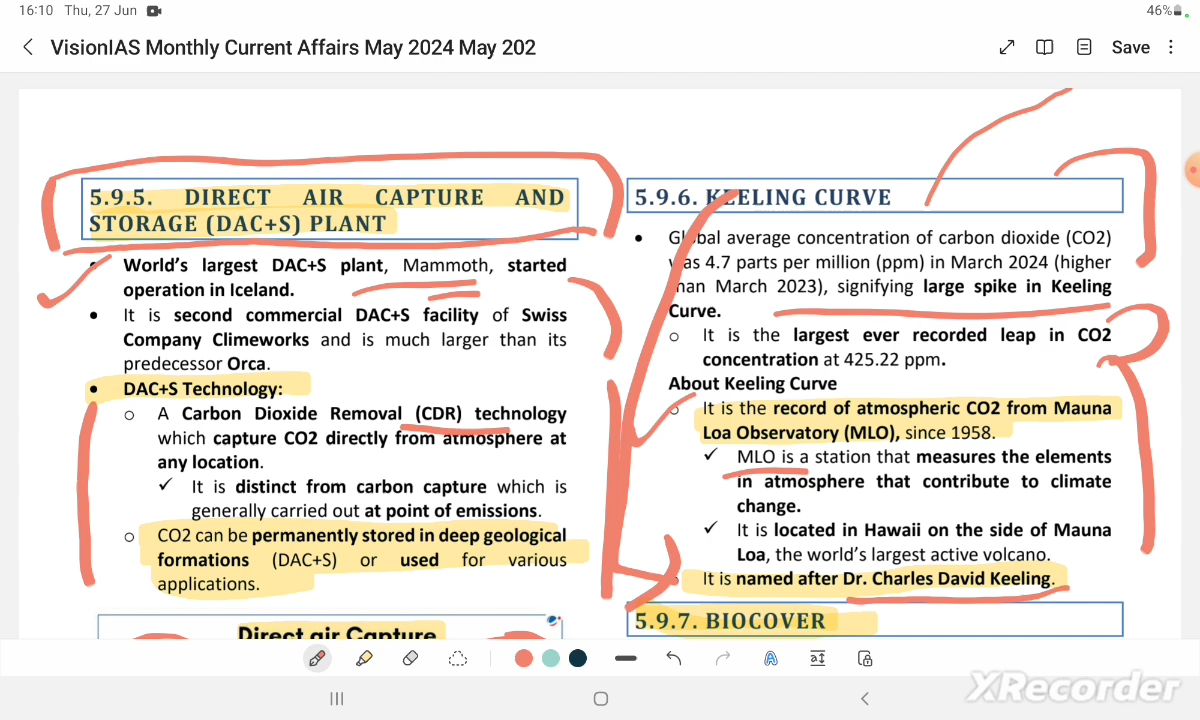 16:10 Thu, 27 Jun
46%
VisionIAS Monthly Current Affairs May 2024 May 202
Save
5.9.5. DIRECT AIR CAPTURE AND
STORAGE (DAC+S) PLANT
World's largest DAC+S plant, Mammoth, started
operation in Iceland.
• It is second commercial DAC+S facility of Swiss
Company Climeworks and is much larger than its
predecessor Orca.
• DAC+S Technology:
o A Carbon Dioxide Removal (CDR) technology
which capture CO2 directly from atmosphere at
any location.
✓ It is distinct from carbon capture which is
generally carried out at point of emissions.
o CO2 can be permanently stored in deep geological
formations (DAC+S) or used for various
applications.
Direct air Capture
5.9.6. KEELING CURVE
• Global average concentration of carbon dioxide (CO2)
was 4.7 parts per million (ppm) in March 2024 (higher
than March 2023), signifying large spike in Keeling
Curve.
o It is the largest ever recorded leap in CO2
concentration at 425.22 ppm.
About Keeling Curve
o It is the record of atmospheric CO2 from Mauna
Loa Observatory (MLO), since 1958.
✓ MLO is a station that measures the elements
in atmosphere that contribute to climate
change.
✓ It is located in Hawaii on the side of Mauna
Loa, the world's largest active volcano.
o It is named after Dr. Charles David Keeling.
5.9.7. BIOCOVER
XRecorder